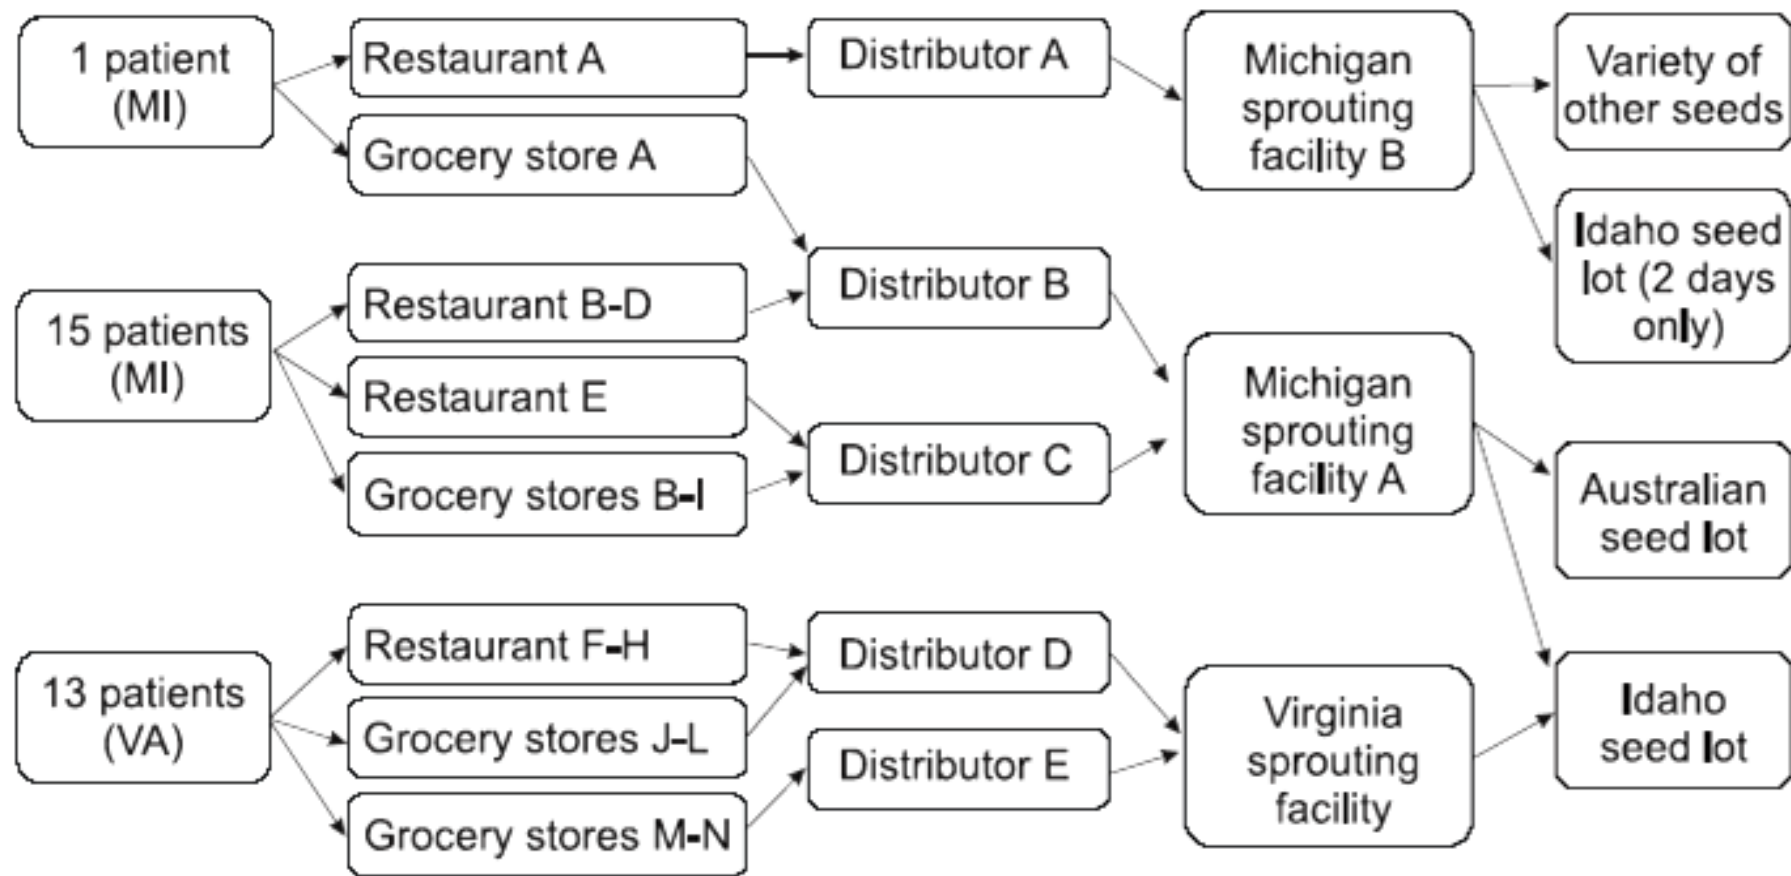 1 patient
(MI)
Restaurant A
Grocery store A
Distributor A
Michigan
sprouting
facility B
Variety of
other seeds
Idaho seed
lot (2 days
only)
15 patients
(MI)
Restaurant B-D
Restaurant E
Grocery stores B-I
Distributor B
Distributor C
Michigan
sprouting
facility A
Australian
seed lot
13 patients
(VA)
Restaurant F-H
Grocery stores J-L
Grocery stores M-N
Distributor D
Distributor E
Virginia
sprouting
facility
Idaho
seed lot